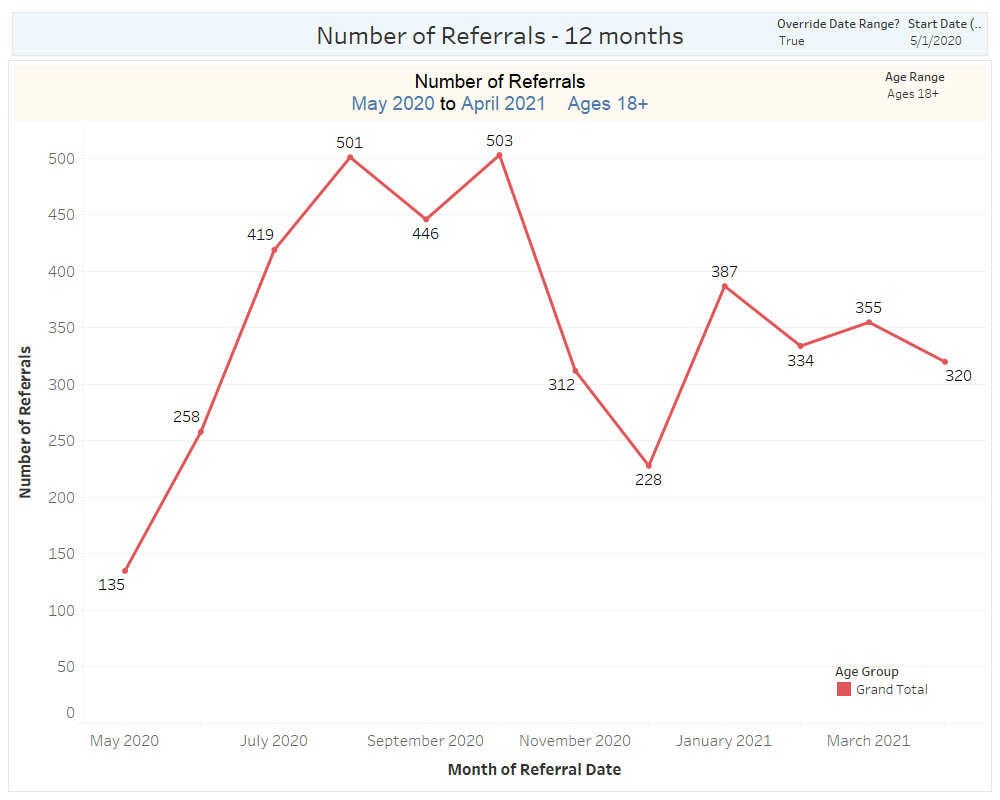 Number of Referrals - 12 months
Override Date Range? Start Date (..
True 5/1/2020
Number of Referrals
May 2020 to April 2021 Ages 18+
Age Range
Ages 18+
Number of Referrals
500
450
400
350
300
250
200
150
100
50
0
135
258
419
501
446
503
312
228
387
334
355
320
Age Group
Grand Total
May 2020 July 2020 September 2020 November 2020 January 2021 March 2021
Month of Referral Date